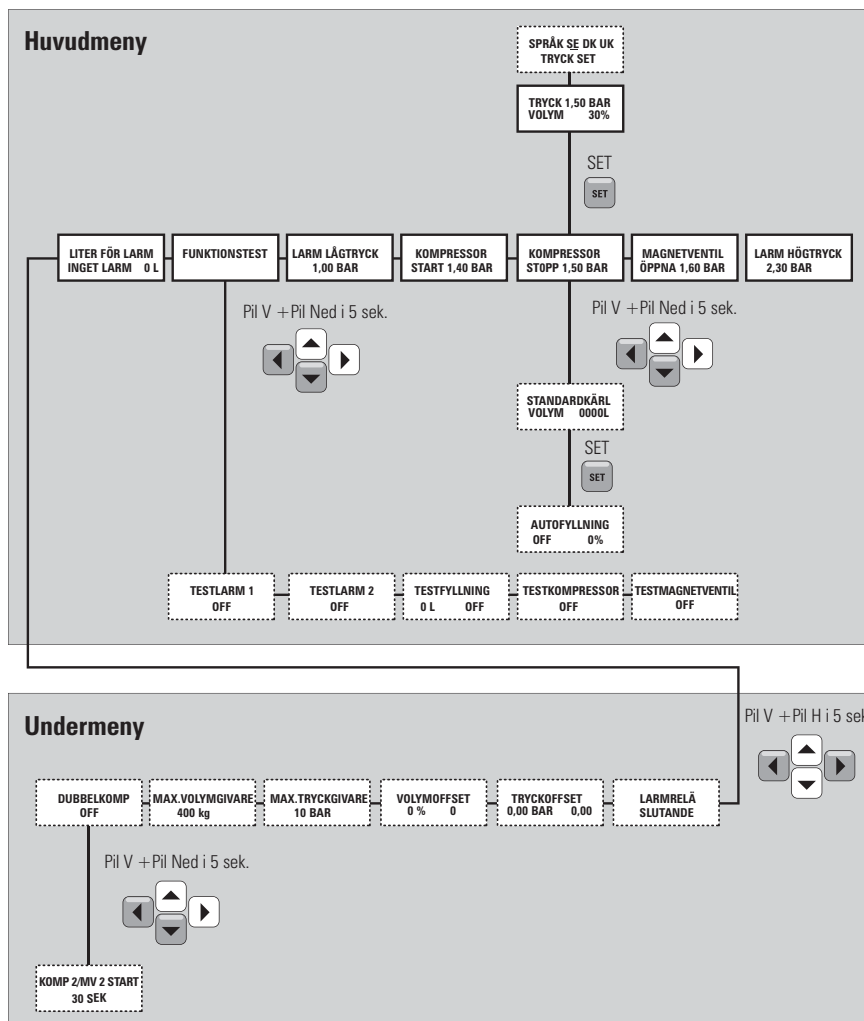 Huvudmeny
SPRÅK SE DK UK
TRYCK SET
TRYCK 1,50 BAR
VOLYM 30%
SET
SET
LITER FÖR LARM
INGET LARM 0 L
FUNKTIONSTEST
LARM LÅGTRYCK
1,00 BAR
KOMPRESSOR
START 1,40 BAR
KOMPRESSOR
STOPP 1,50 BAR
MAGNETVENTIL
ÖPPNA 1,60 BAR
LARM HÖGTRYCK
2,30 BAR
Pil V +Pil Ned i 5 sek.
Pil V +Pil Ned i 5 sek.
STANDARDKÄRL
VOLYM 0000L
SET
SET
AUTOFYLLNING
OFF 0%
TESTLARM 1
OFF
TESTLARM 2
OFF
TESTFYLLNING
0 L OFF
TESTKOMPRESSOR
OFF
TESTMAGNETVENTIL
OFF
Undermeny
Pil V +Pil H i 5 sek
DUBBELKOMP
OFF
MAX.VOLYMGIVARE
400 kg
MAX.TRYCKGIVARE
10 BAR
VOLYMOFFSET
0 % 0
TRYCKOFFSET
0,00 BAR 0,00
LARMRELÄ
SLUTANDE
Pil V +Pil Ned i 5 sek.
KOMP 2/MV 2 START
30 SEK